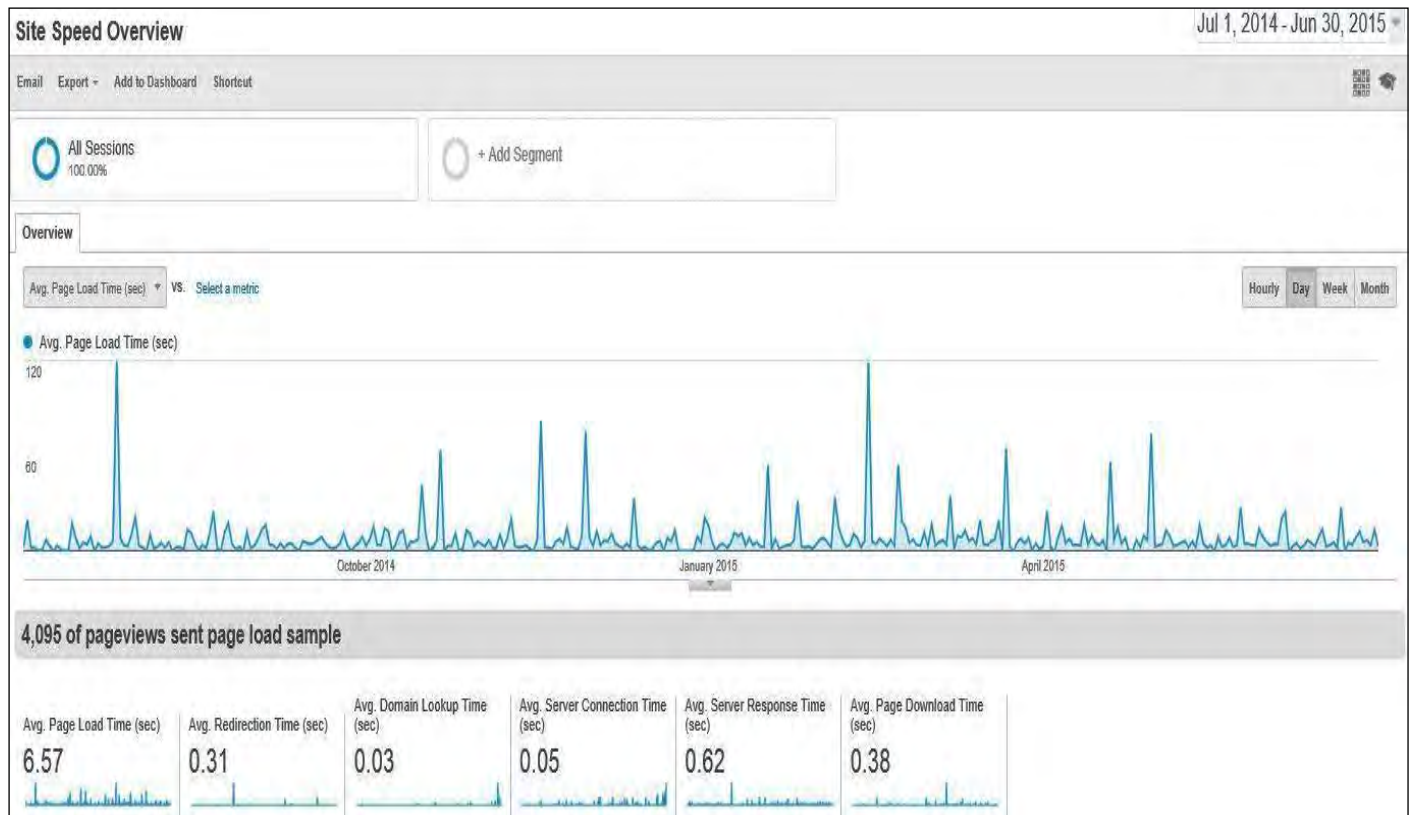 Site Speed Overview
Jul 1, 2014 - Jun 30, 2015
Email Export Add to Dashboard Shortcut
All Sessions
100.00%
+ Add Segment
Overview
Avg. Page Load Time (sec) VS. Select a metric
Hourly Day Week Month
Avg. Page Load Time (sec)
120
60
October 2014 January 2015 April 2015
4,095 of pageviews sent page load sample
Avg. Page Load Time (sec)
6.57
Avg. Redirection Time (sec)
0.31
Avg. Domain Lookup Time
(sec)
0.03
Avg. Server Connection Time
(sec)
0.05
Avg. Server Response Time
(sec)
0.62
Avg. Page Download Time
(sec)
0.38